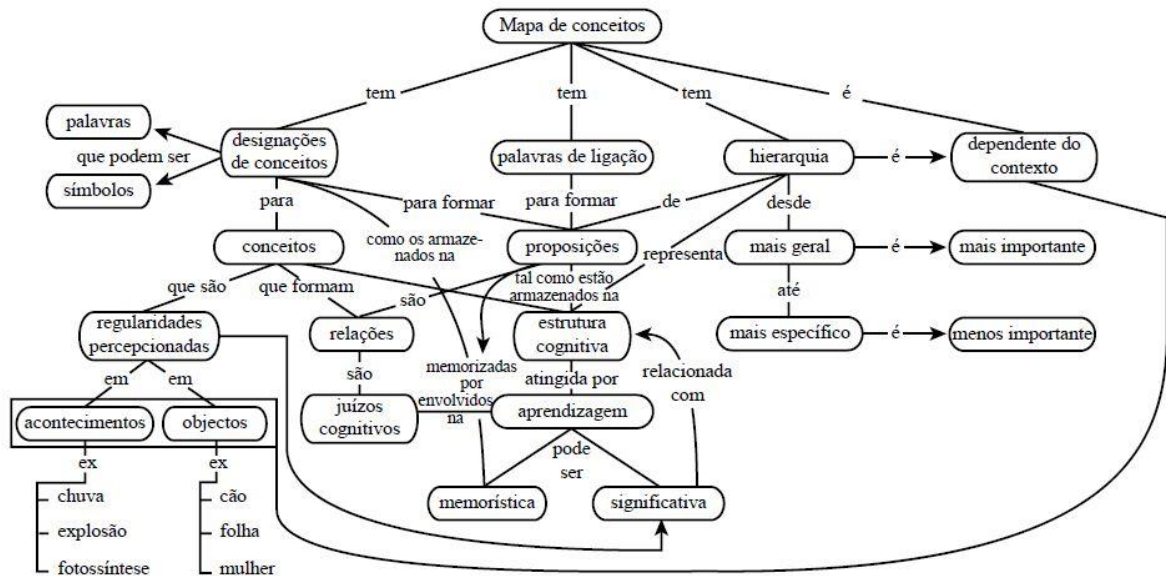 Mapa de conceitos
tem
tem
tem
é
palavras
que podem ser
símbolos
designações
de conceitos
palavras de ligação
hierarquia
é
dependente do
contexto
para
para formar
para formar
de
desde
conceitos
como os armaze-
nados na
proposições
representa
mais geral
é
mais importante
que são
que formam
são
tal como estão
armazenados na
até
regularidades
percepcionadas
relações
estrutura
cognitiva
mais específico
é
menos importante
em
em
são
memorizadas
por
atingida por
relacionada
com
acontecimentos
objectos
juízos
cognitivos
envolvidos
na
aprendizagem
ex
ex
pode
ser
chuva
cão
memorística
significativa
explosão
folha
fotossíntese
mulher